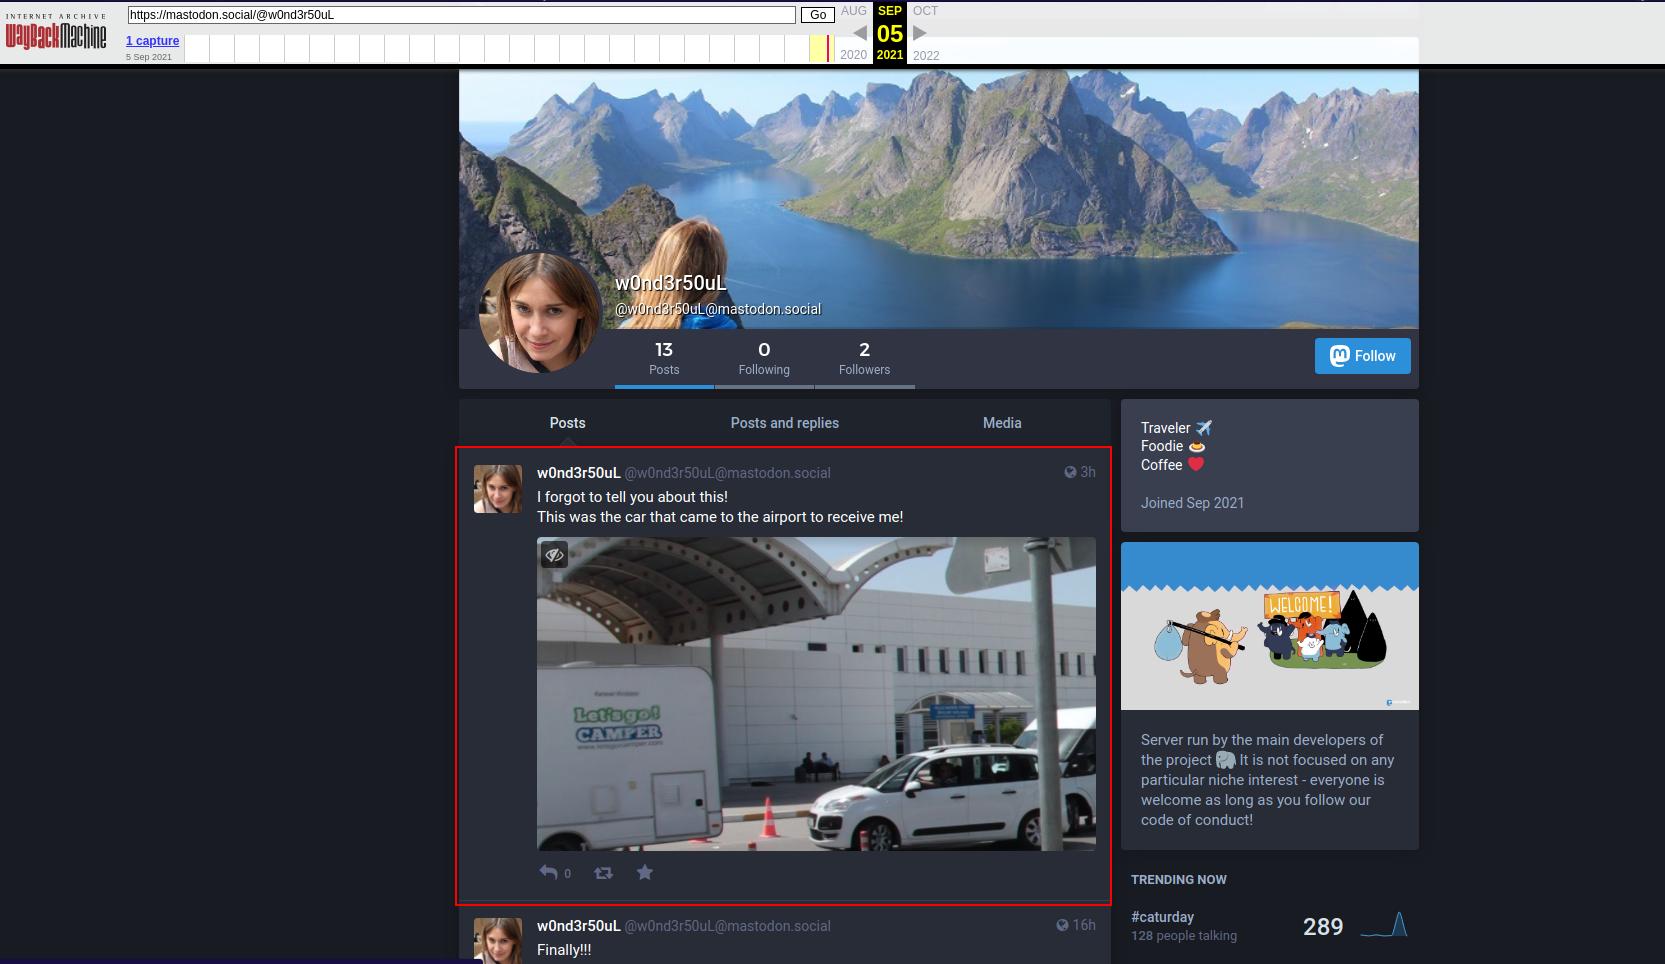 INTERNET ARCHIVE
WayBackMachine
https://mastodon.social/@w0nd3r50uL
Go
1 capture
5 Sep 2021
AUG
SEP
OCT
05
2020
2021
2022
w0nd3r50uL
@w0nd3r50uL@mastodon.social
13
Posts
0
Following
2
Followers
Follow
Posts
Posts and replies
Media
w0nd3r50uL @w0nd3r50uL@mastodon.social
3h
I forgot to tell you about this!
This was the car that came to the airport to receive me!
Karavan Kiralama
Let's go!
CAMPER
www.letsgocamper.com
0
w0nd3r50uL @w0nd3r50uL@mastodon.social
16h
Finally!!!
Traveler ✈️
Foodie 🍮
Coffee ❤️
Joined Sep 2021
WELCOME!
Server run by the main developers of
the project 🐘 It is not focused on any
particular niche interest - everyone is
welcome as long as you follow our
code of conduct!
TRENDING NOW
#caturday
128 people talking
289